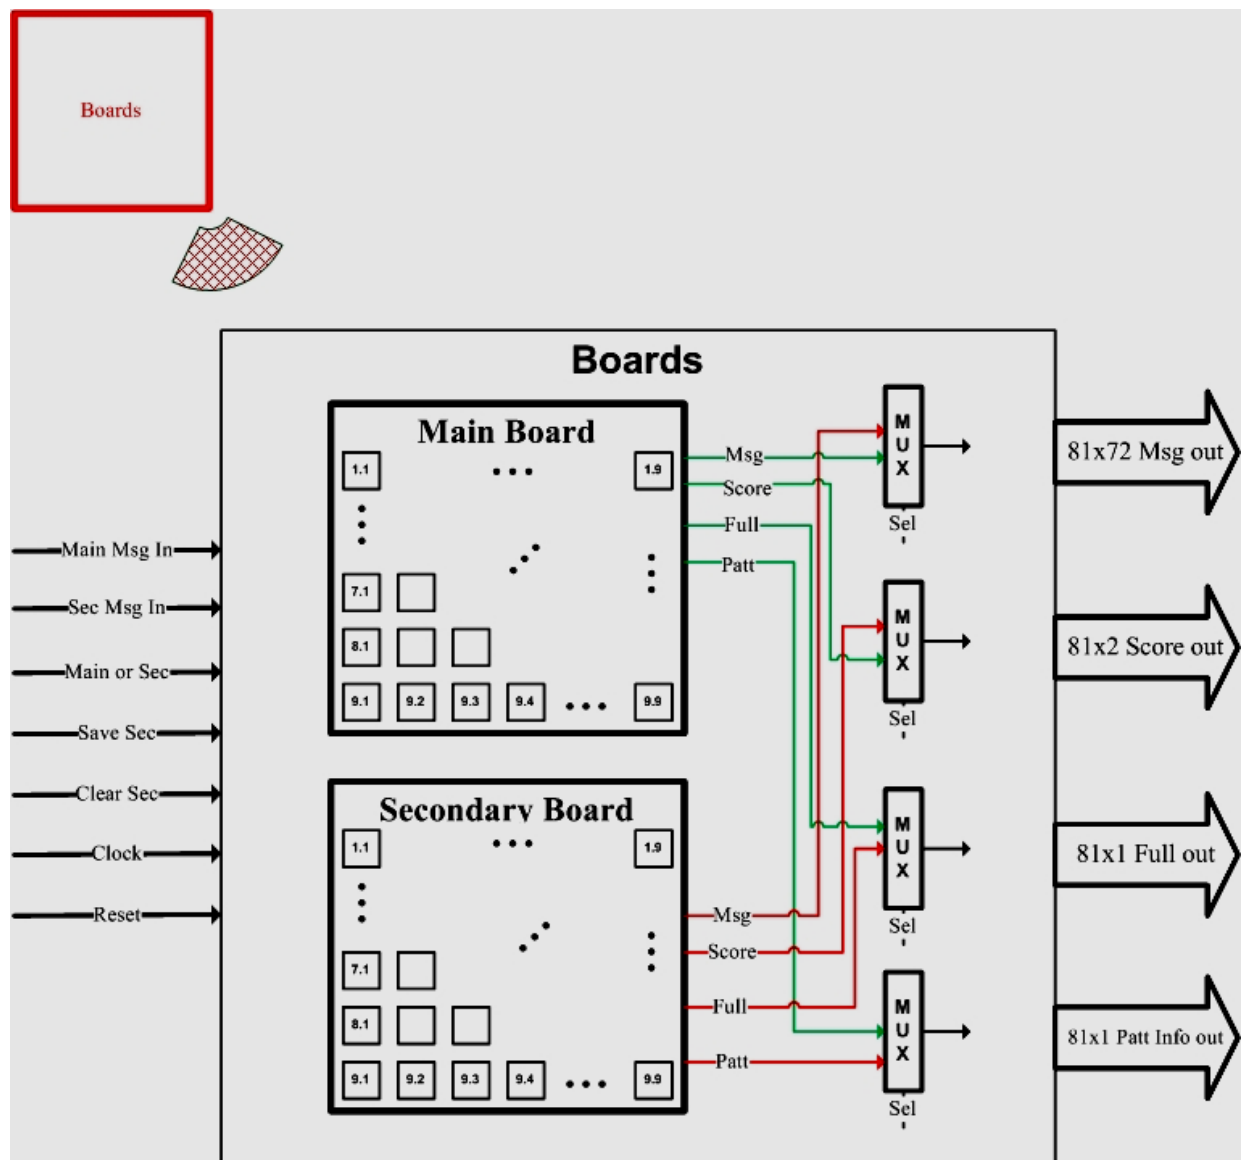 Boards
Boards
Main Board
1.1
1.9
7.1
8.1
9.1 9.2 9.3 9.4 9.9
Msg
Score
Full
Patt
Secondary Board
1.1
1.9
7.1
8.1
9.1 9.2 9.3 9.4 9.9
Msg
Score
Full
Patt
Main Msg In
Sec Msg In
Main or Sec
Save Sec
Clear Sec
Clock
Reset
MUX
Sel
MUX
Sel
MUX
Sel
MUX
Sel
81x72 Msg out
81x2 Score out
81x1 Full out
81x1 Patt Info out